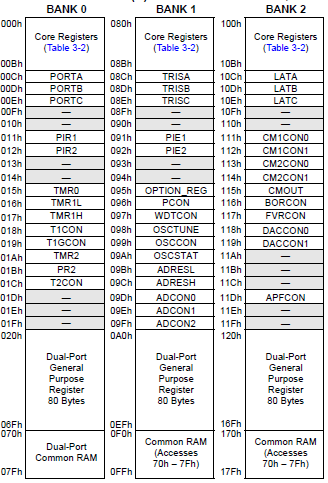 BANK 0 BANK 1 BANK 2
000h 080h 100h
Core Registers Core Registers Core Registers
(Table 3-2) (Table 3-2) (Table 3-2)
00Bh 08Bh 10Bh
00Ch PORTA 08Ch TRISA 10Ch LATA
00Dh PORTB 08Dh TRISB 10Dh LATB
00Eh PORTC 08Eh TRISC 10Eh LATC
00Fh — 08Fh — 10Fh —
010h — 090h — 110h —
011h PIR1 091h PIE1 111h CM1CON0
012h PIR2 092h PIE2 112h CM1CON1
013h — 093h — 113h CM2CON0
014h — 094h — 114h CM2CON1
015h TMR0 095h OPTION_REG 115h CMOUT
016h TMR1L 096h PCON 116h BORCON
017h TMR1H 097h WDTCON 117h FVRCON
018h T1CON 098h OSCTUNE 118h DACCON0
019h T1GCON 099h OSCCON 119h DACCON1
01Ah TMR2 09Ah OSCSTAT 11Ah —
01Bh PR2 09Bh ADRESL 11Bh —
01Ch T2CON 09Ch ADRESH 11Ch —
01Dh — 09Dh ADCON0 11Dh APFCON
01Eh — 09Eh ADCON1 11Eh —
01Fh — 09Fh ADCON2 11Fh —
020h 0A0h 120h
Dual-Port Dual-Port Dual-Port
General General General
Purpose Purpose Purpose
Register Register Register
80 Bytes 80 Bytes 80 Bytes
06Fh 0EFh 16Fh
070h 0F0h 170h
Dual-Port Common RAM Common RAM
Common RAM (Accesses (Accesses
70h – 7Fh) 70h – 7Fh)
07Fh 0FFh 17Fh